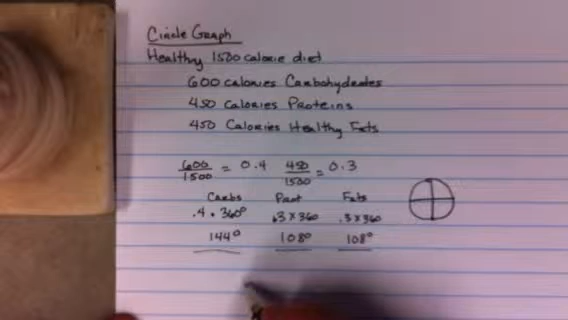 Circle Graph
Healthy 1500 calorie diet
600 calories Carbohydrates
450 calories Proteins
450 Calories Healthy Fats
600/1500 = 0.4 450/1500 = 0.3
Carbs Prot Fats
.4 • 360° .3 x 360 .3 x 360
144° 108° 108°